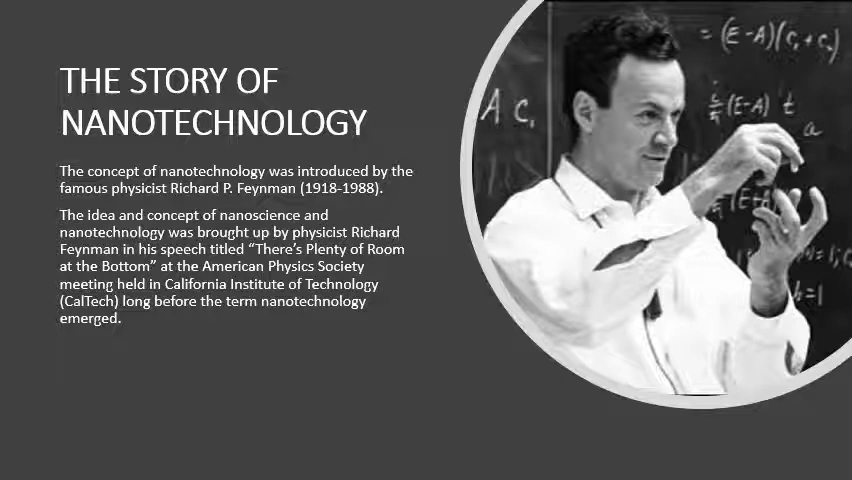 THE STORY OF
NANOTECHNOLOGY
The concept of nanotechnology was introduced by the
famous physicist Richard P. Feynman (1918-1988).
The idea and concept of nanoscience and
nanotechnology was brought up by physicist Richard
Feynman in his speech titled “There’s Plenty of Room
at the Bottom” at the American Physics Society
meeting held in California Institute of Technology
(CalTech) long before the term nanotechnology
emerged.
= (E-A)(C₁+C₂)
A C₁
(E-A) t
a